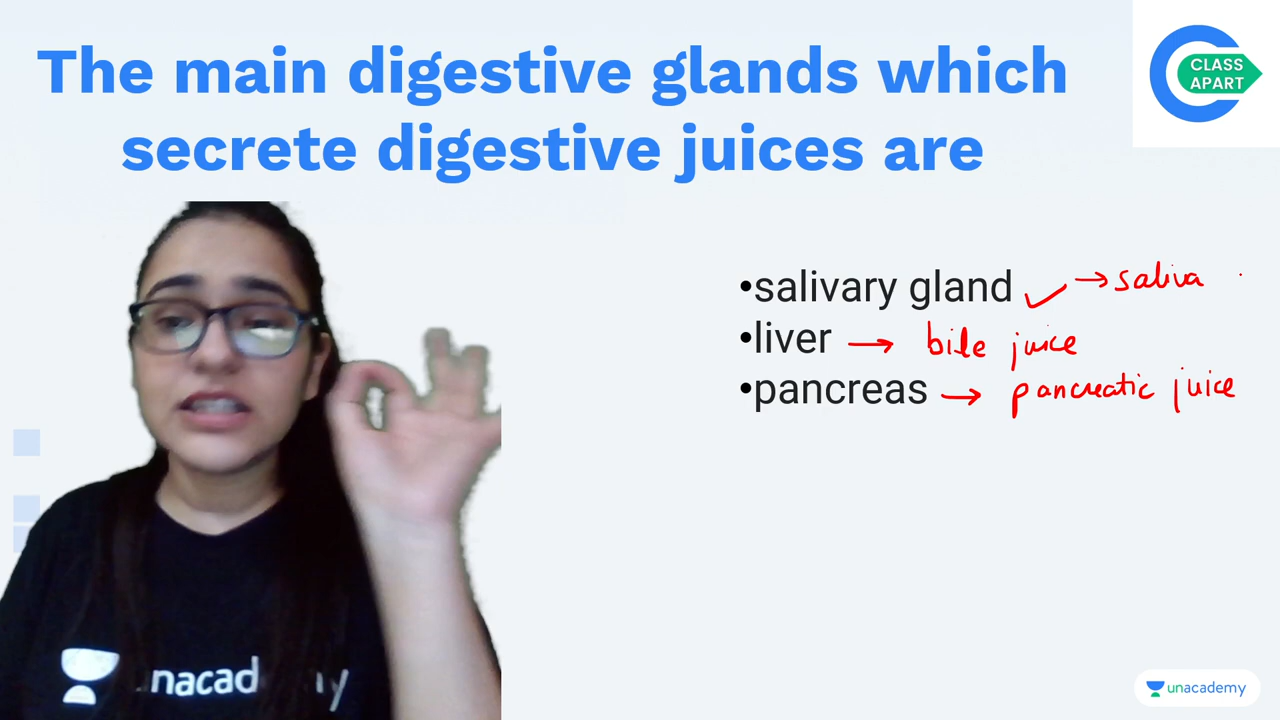 The main digestive glands which
secrete digestive juices are
CLASS
APART
•salivary gland → saliva
•liver → bile juice
•pancreas → pancreatic juice
unacademy